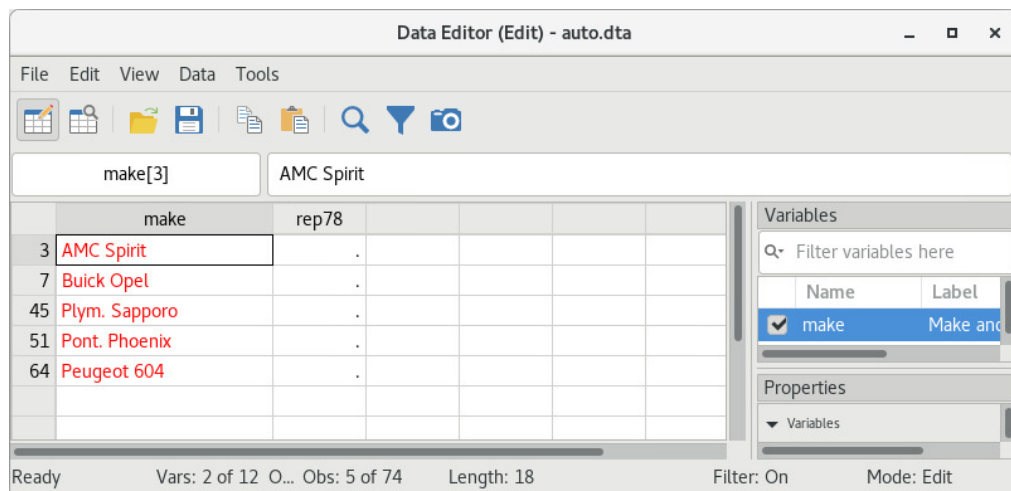 Data Editor (Edit) - auto.dta
File Edit View Data Tools
make[3] AMC Spirit
make rep78
3 AMC Spirit .
7 Buick Opel .
45 Plym. Sapporo .
51 Pont. Phoenix .
64 Peugeot 604 .
Variables
Filter variables here
Name Label
make Make and
Properties
Variables
Ready Vars: 2 of 12 O... Obs: 5 of 74 Length: 18 Filter: On Mode: Edit